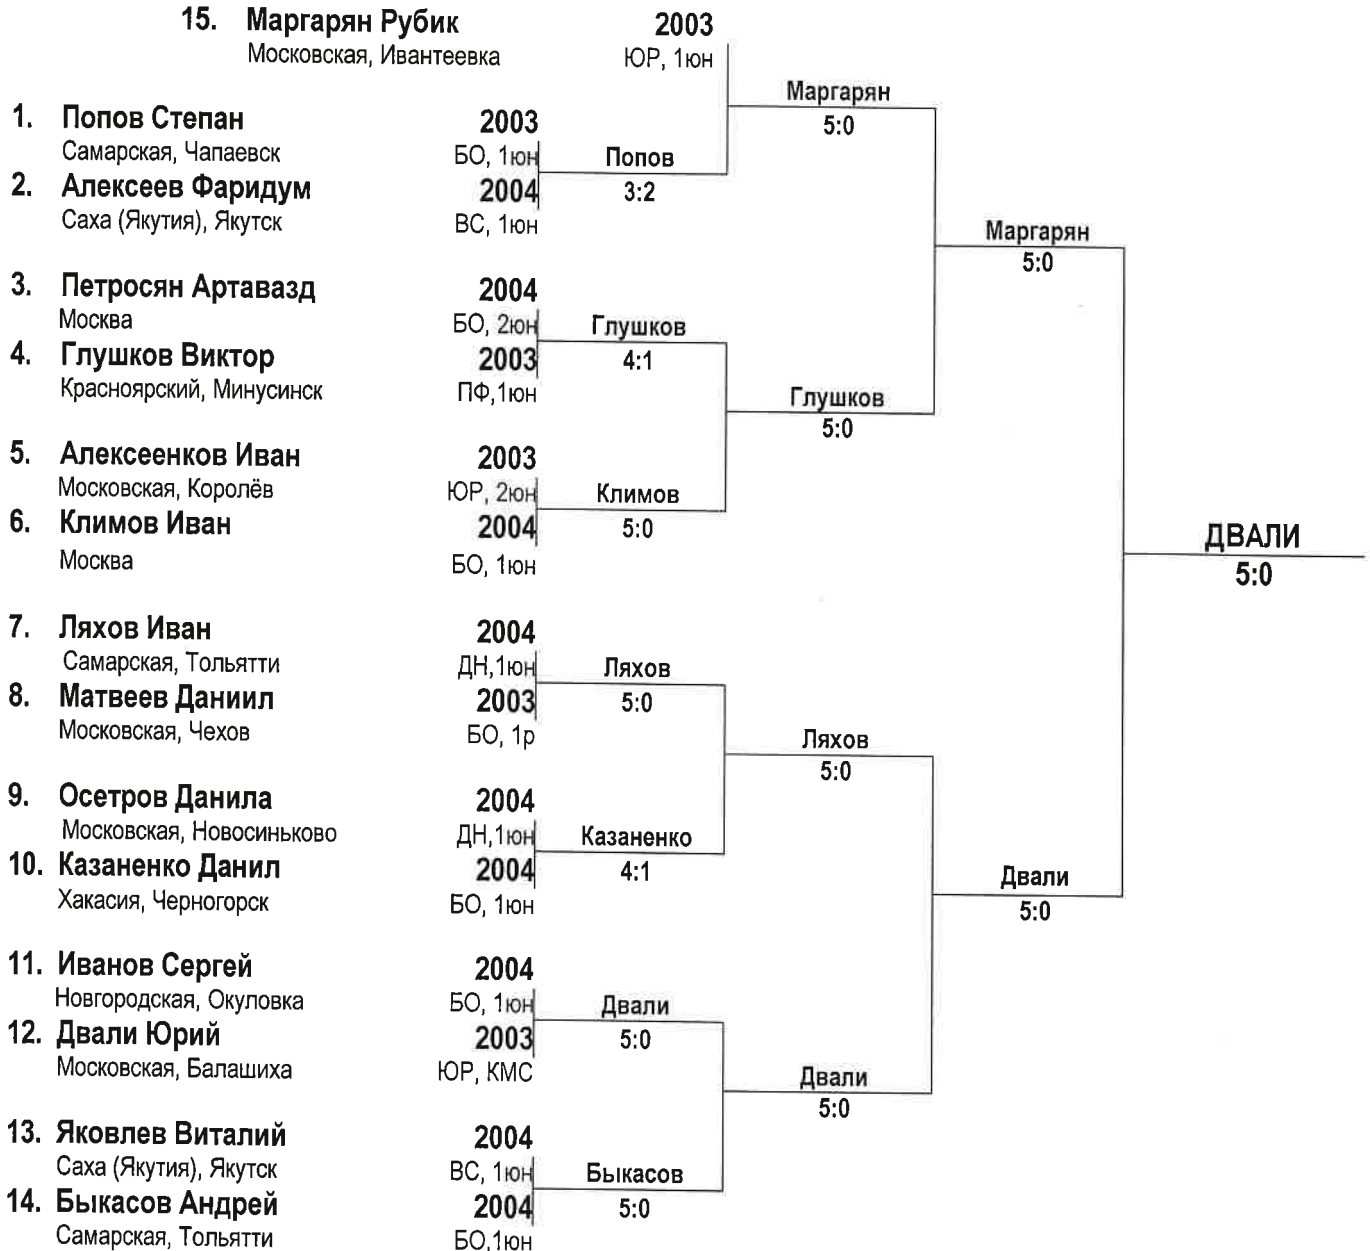 15. Маргарян Рубик 2003
Московская, Ивантеевка ЮР, 1юн
Маргарян
5:0
1. Попов Степан 2003
Самарская, Чапаевск БО, 1юн
Попов
3:2
2. Алексеев Фаридум 2004
Саха (Якутия), Якутск ВС, 1юн
Маргарян
5:0
3. Петросян Артавазд 2004
Москва БО, 2юн
Глушков
4:1
4. Глушков Виктор 2003
Красноярский, Минусинск ПФ,1юн
Глушков
5:0
5. Алексеенков Иван 2003
Московская, Королёв ЮР, 2юн
Климов
5:0
6. Климов Иван 2004
Москва БО, 1юн
ДВАЛИ
5:0
7. Ляхов Иван 2004
Самарская, Тольятти ДН,1юн
Ляхов
5:0
8. Матвеев Даниил 2003
Московская, Чехов БО, 1р
Ляхов
5:0
9. Осетров Данила 2004
Московская, Новосиньково ДН,1юн
Казаненко
4:1
10. Казаненко Данил 2004
Хакасия, Черногорск БО, 1юн
Двали
5:0
11. Иванов Сергей 2004
Новгородская, Окуловка БО, 1юн
Двали
5:0
12. Двали Юрий 2003
Московская, Балашиха ЮР, КМС
Двали
5:0
13. Яковлев Виталий 2004
Саха (Якутия), Якутск ВС, 1юн
Быкасов
5:0
14. Быкасов Андрей 2004
Самарская, Тольятти БО,1юн